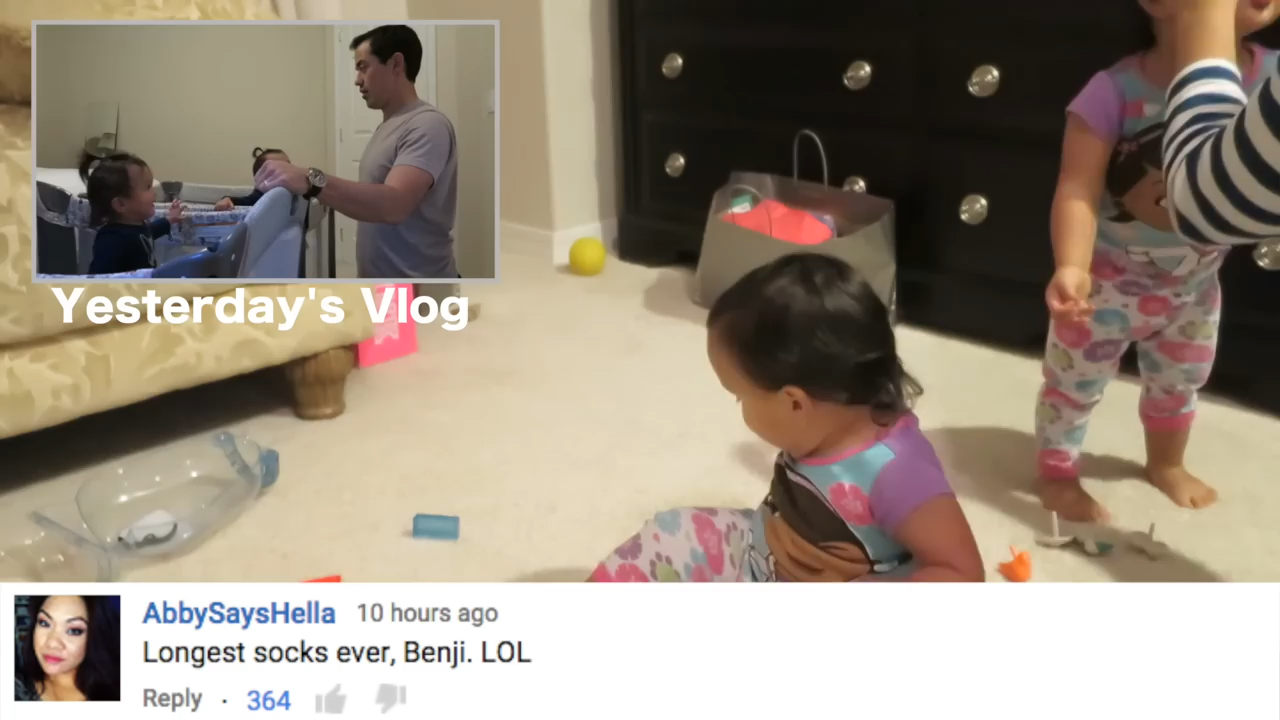 Yesterday's Vlog
AbbySaysHella 10 hours ago
Longest socks ever, Benji. LOL
Reply · 364